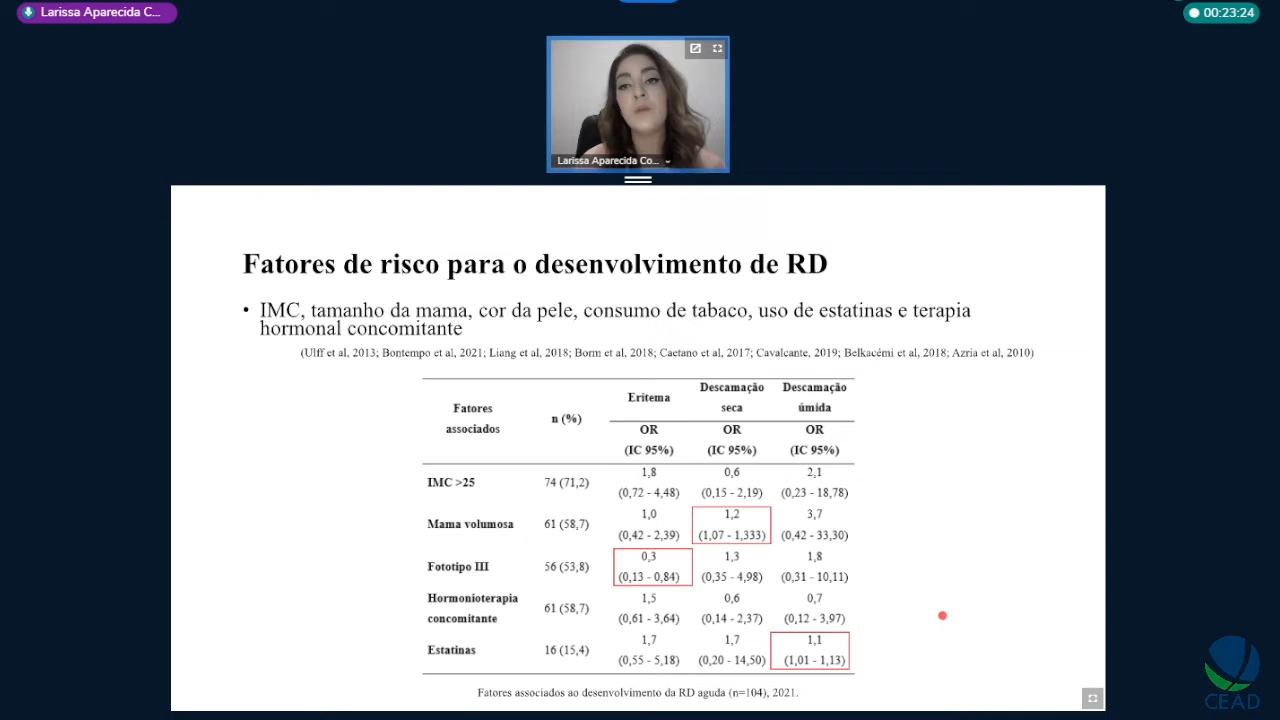 Larissa Aparecida C...
00:23:24
Larissa Aparecida Co...
Fatores de risco para o desenvolvimento de RD
• IMC, tamanho da mama, cor da pele, consumo de tabaco, uso de estatinas e terapia
hormonal concomitante
(Ulff et al, 2013; Bontempo et al, 2021; Liang et al, 2018; Borm et al, 2018; Caetano et al, 2017; Cavalcante, 2019; Belkacémi et al, 2018; Azria et al, 2010)
Fatores associados n (%) Eritema Descamação seca Descamação úmida
OR OR OR
(IC 95%) (IC 95%) (IC 95%)
IMC >25 74 (71,2) 1,8 0,6 2,1
(0,72 - 4,48) (0,15 - 2,19) (0,23 - 18,78)
Mama volumosa 61 (58,7) 1,0 1,2 3,7
(0,42 - 2,39) (1,07 - 1,333) (0,42 - 33,30)
Fototipo III 56 (53,8) 0,3 1,3 1,8
(0,13 - 0,84) (0,35 - 4,98) (0,31 - 10,11)
Hormonioterapia concomitante 61 (58,7) 1,5 0,6 0,7
(0,61 - 3,64) (0,14 - 2,37) (0,12 - 3,97)
Estatinas 16 (15,4) 1,7 1,7 1,1
(0,55 - 5,18) (0,20 - 14,50) (1,01 - 1,13)
Fatores associados ao desenvolvimento da RD aguda (n=104), 2021.
CEAD